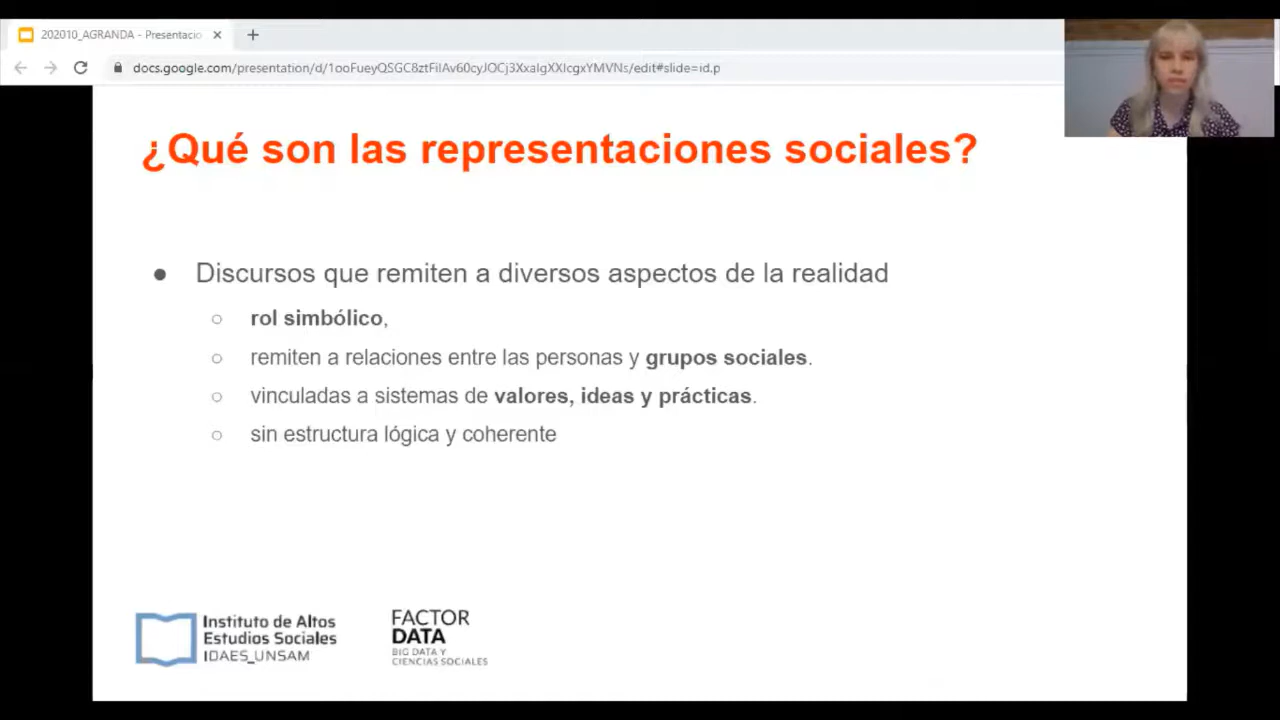 202010_AGRANDA - Presentacio
docs.google.com/presentation/d/1ooFueyQSGC8ztFiIAv60cyJOCj3XxaIgXXIcgxYMVNs/edit#slide=id.p
¿Qué son las representaciones sociales?
● Discursos que remiten a diversos aspectos de la realidad
○ rol simbólico,
○ remiten a relaciones entre las personas y grupos sociales.
○ vinculadas a sistemas de valores, ideas y prácticas.
○ sin estructura lógica y coherente
Instituto de Altos
Estudios Sociales
IDAES_UNSAM
FACTOR
DATA
BIG DATA Y
CIENCIAS SOCIALES